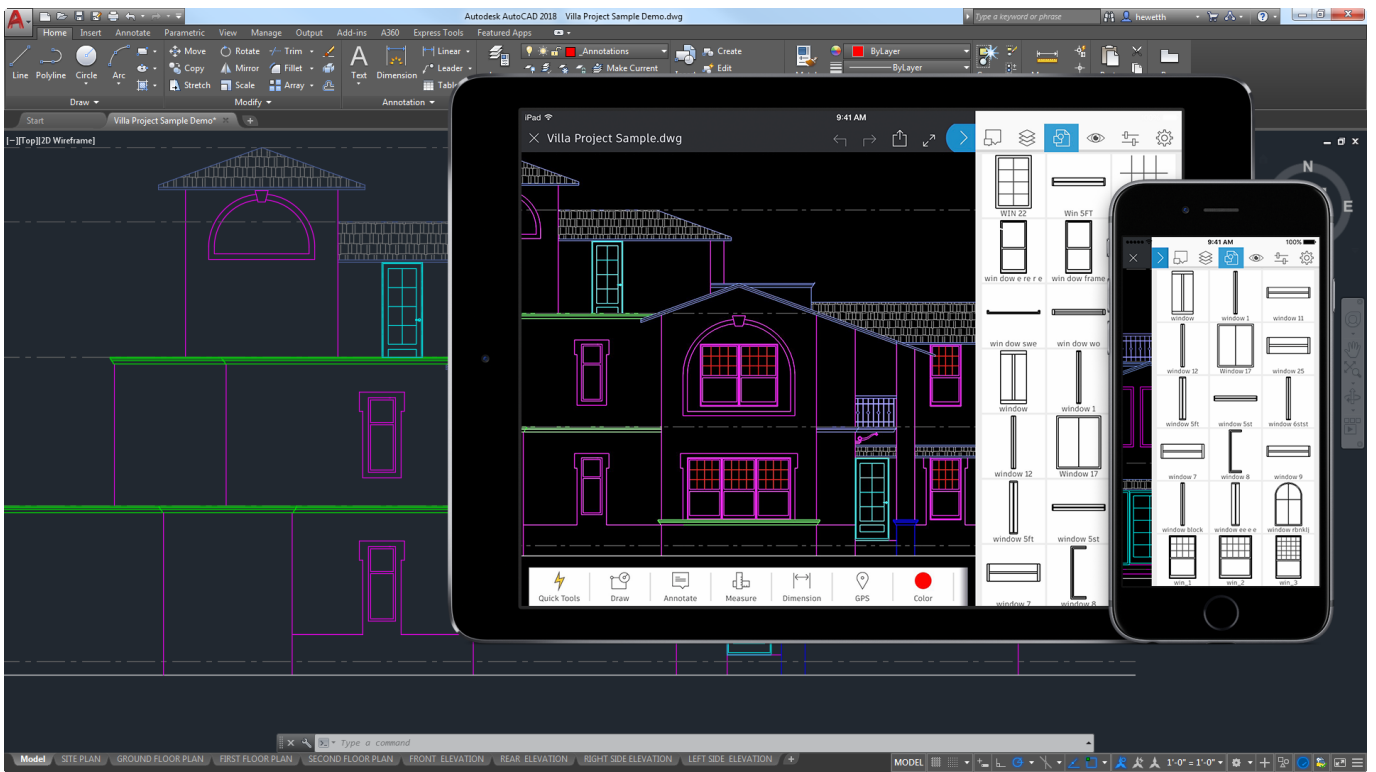 Autodesk AutoCAD 2018 Villa Project Sample Demo.dwg
Type a keyword or phrase
hewetth
Home Insert Annotate Parametric View Manage Output Add-ins A360 Express Tools Featured Apps
Move Rotate Trim
Copy Mirror Fillet
Stretch Scale Array
Line Polyline Circle Arc
Text Dimension
Linear
Leader
Table
_Annotations
Make Current
Create
Edit
ByLayer
ByLayer
Draw Modify Annotation
Start Villa Project Sample Demo*
[−][Top][2D Wireframe]
N
E
iPad 9:41 AM
Villa Project Sample.dwg
WIN 22 Win 5FT
win dow e re r e win dow frame
win dow swe win dow wo
window window 1
window 12 Window 17
window 5ft window 5st
window 7 window 8
Quick Tools Draw Annotate Measure Dimension GPS Color
9:41 AM 100%
window window 1 window 11
window 12 Window 17 window 25
window 5ft window 5st window 6stst
window 7 window 8 window 9
window block window ee e e window rbnklj
win_1 win_2 win_3
Type a command
Model SITE PLAN GROUND FLOOR PLAN FIRST FLOOR PLAN SECOND FLOOR PLAN FRONT ELEVATION REAR ELEVATION RIGHT SIDE ELEVATION LEFT SIDE ELEVATION +
MODEL 1'-0" = 1'-0"